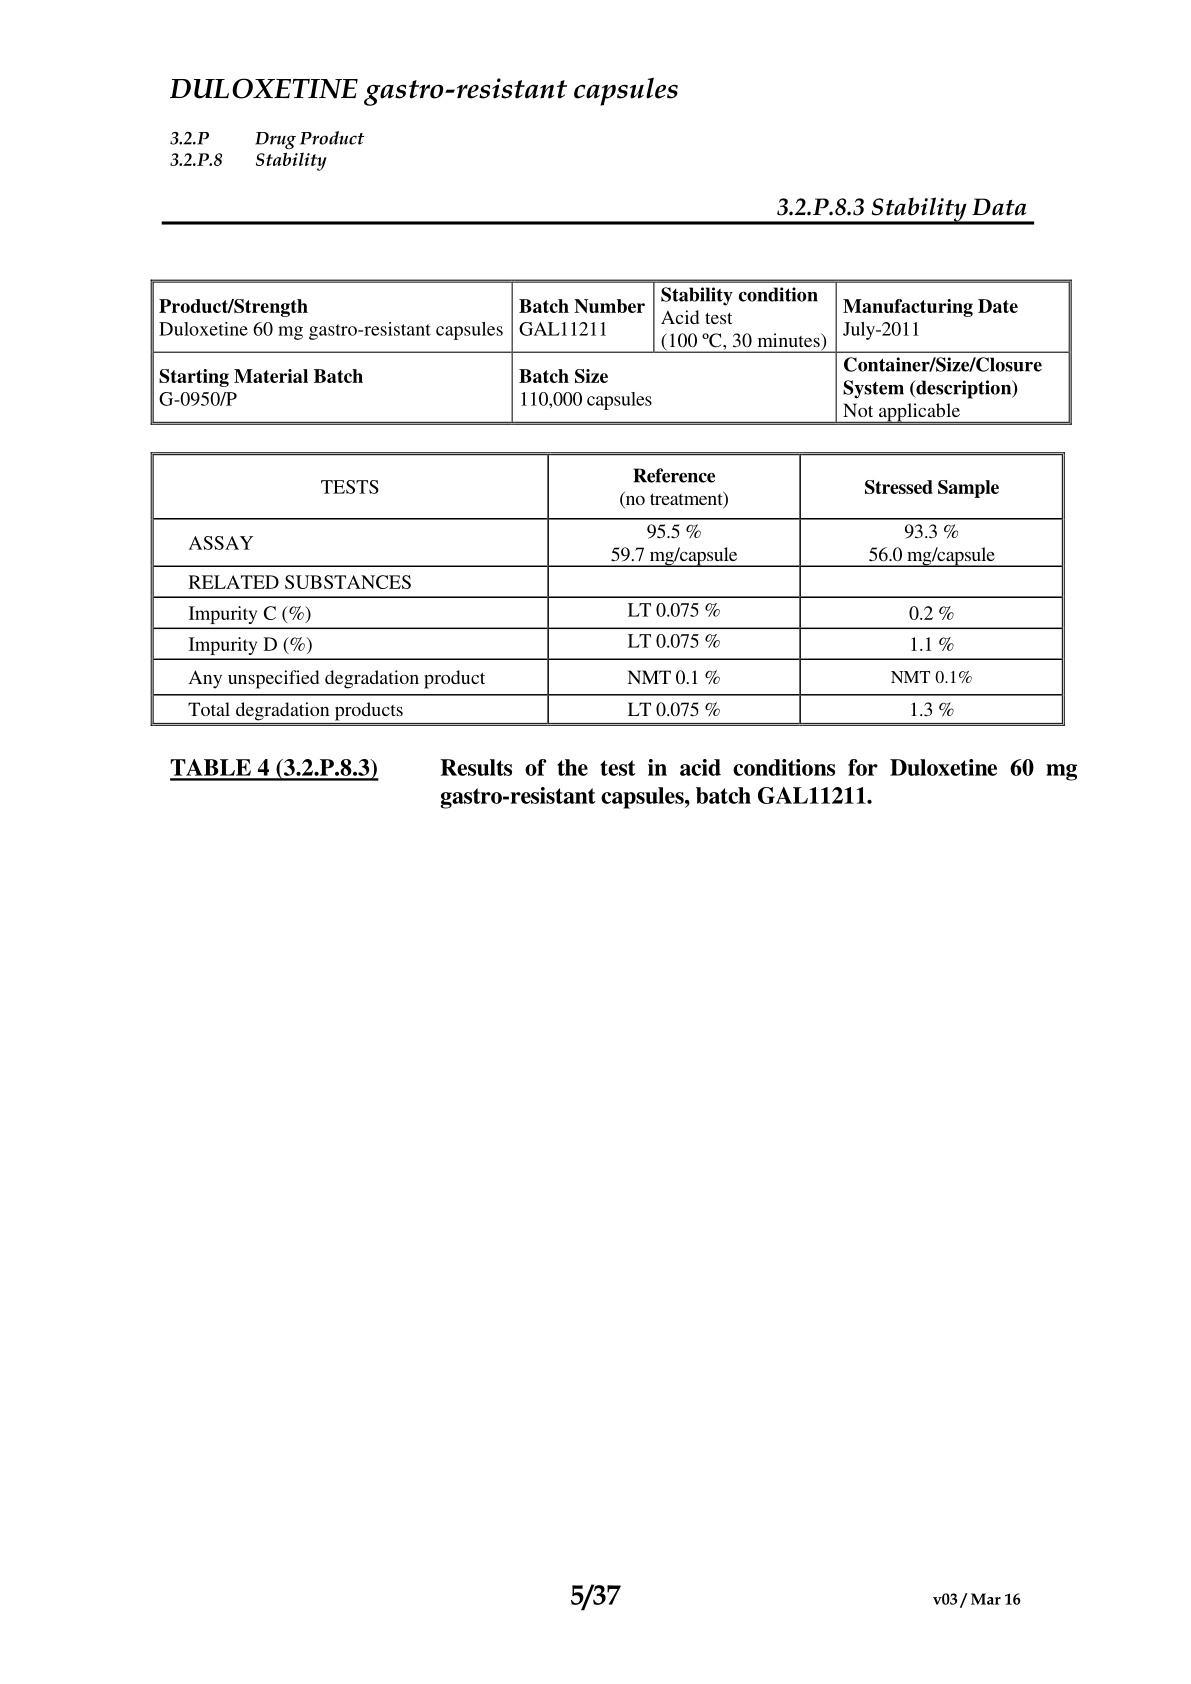 DULOXETINE gastro-resistant capsules
3.2.P Drug Product
3.2.P.8 Stability
3.2.P.8.3 Stability Data
Product/Strength
Duloxetine 60 mg gastro-resistant capsules
Batch Number
GAL11211
Stability condition
Acid test
(100 ºC, 30 minutes)
Manufacturing Date
July-2011
Starting Material Batch
G-0950/P
Batch Size
110,000 capsules
Container/Size/Closure
System (description)
Not applicable
TESTS
Reference
(no treatment)
Stressed Sample
ASSAY
95.5 %
59.7 mg/capsule
93.3 %
56.0 mg/capsule
RELATED SUBSTANCES
Impurity C (%) LT 0.075 % 0.2 %
Impurity D (%) LT 0.075 % 1.1 %
Any unspecified degradation product NMT 0.1 % NMT 0.1%
Total degradation products LT 0.075 % 1.3 %
TABLE 4 (3.2.P.8.3) Results of the test in acid conditions for Duloxetine 60 mg
gastro-resistant capsules, batch GAL11211.
5/37 v03 / Mar 16